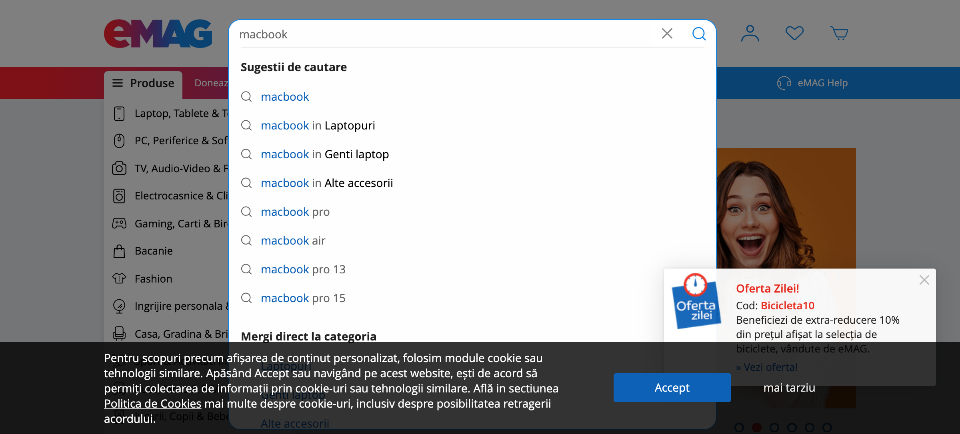 eMAG
macbook
Produse
Doneaz
eMAG Help
Laptop, Tablete & T
PC, Periferice & Sof
TV, Audio-Video & F
Electrocasnice & Cli
Gaming, Carti & Bir
Bacanie
Fashion
Ingrijire personala &
Casa, Gradina & Bri
Sugestii de cautare
macbook
macbook in Laptopuri
macbook in Genti laptop
macbook in Alte accesorii
macbook pro
macbook air
macbook pro 13
macbook pro 15
Mergi direct la categoria
Laptopuri
Genti laptop
Alte accesorii
Oferta
zilei
Oferta Zilei!
Cod: Bicicleta10
Beneficiezi de extra-reducere 10%
din prețul afișat la selecția de
biciclete, vândute de eMAG.
» Vezi oferta!
Pentru scopuri precum afișarea de conținut personalizat, folosim module cookie sau
tehnologii similare. Apăsând Accept sau navigând pe acest website, ești de acord să
permiți colectarea de informații prin cookie-uri sau tehnologii similare. Află in sectiunea
Politica de Cookies mai multe despre cookie-uri, inclusiv despre posibilitatea retragerii
acordului.
Accept
mai tarziu